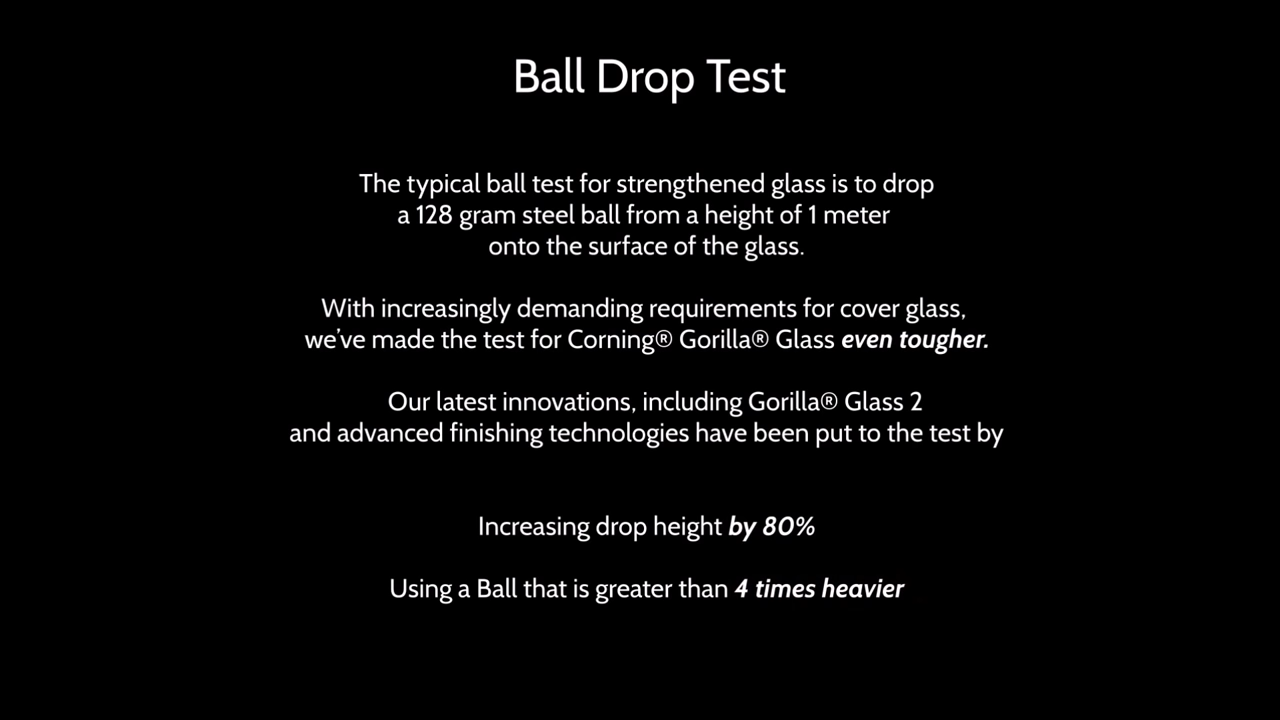 Ball Drop Test
The typical ball test for strengthened glass is to drop
a 128 gram steel ball from a height of 1 meter
onto the surface of the glass.
With increasingly demanding requirements for cover glass,
we've made the test for Corning® Gorilla® Glass even tougher.
Our latest innovations, including Gorilla® Glass 2
and advanced finishing technologies have been put to the test by
Increasing drop height by 80%
Using a Ball that is greater than 4 times heavier